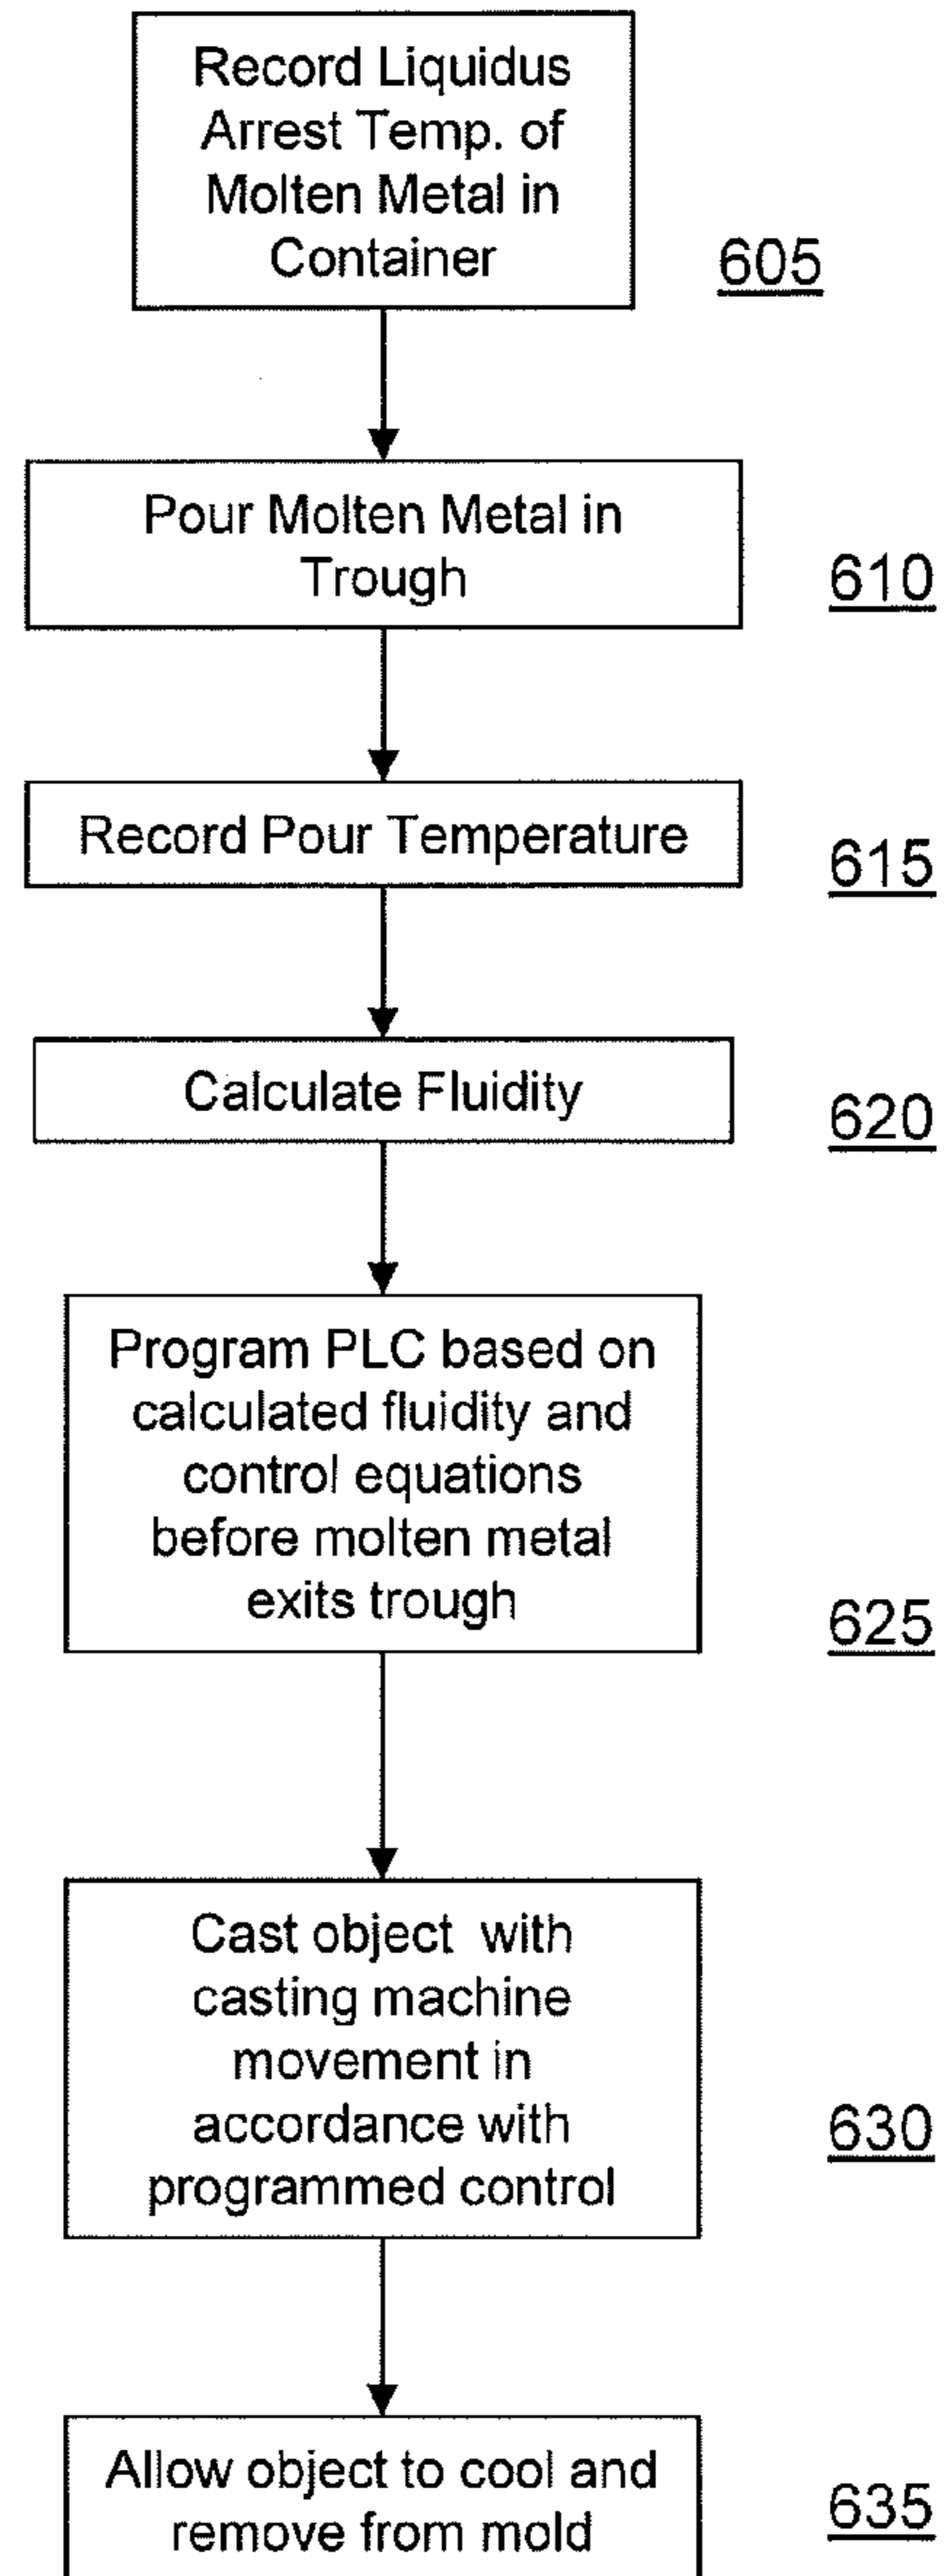 Record Liquidus
Arrest Temp. of
Molten Metal in
Container
605
Pour Molten Metal in
Trough
610
Record Pour Temperature
615
Calculate Fluidity
620
Program PLC based on
calculated fluidity and
control equations
before molten metal
exits trough
625
Cast object with
casting machine
movement in
accordance with
programmed control
630
Allow object to cool and
remove from mold
635